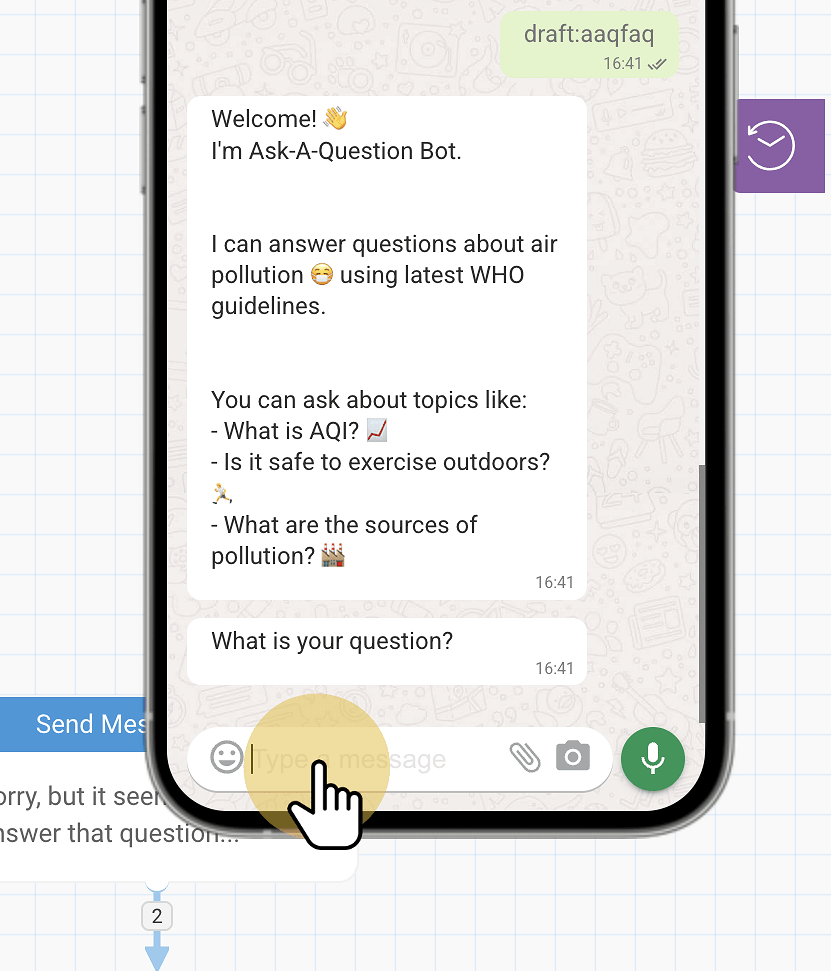 draft:aaqfaq
16:41
Welcome! 👋
I'm Ask-A-Question Bot.
I can answer questions about air
pollution 😷 using latest WHO
guidelines.
You can ask about topics like:
- What is AQI? 📈
- Is it safe to exercise outdoors?
🏃
- What are the sources of
pollution? 🏭
16:41
What is your question?
16:41
Type a message
Send Mes
orry, but it seem
nswer that question...
2